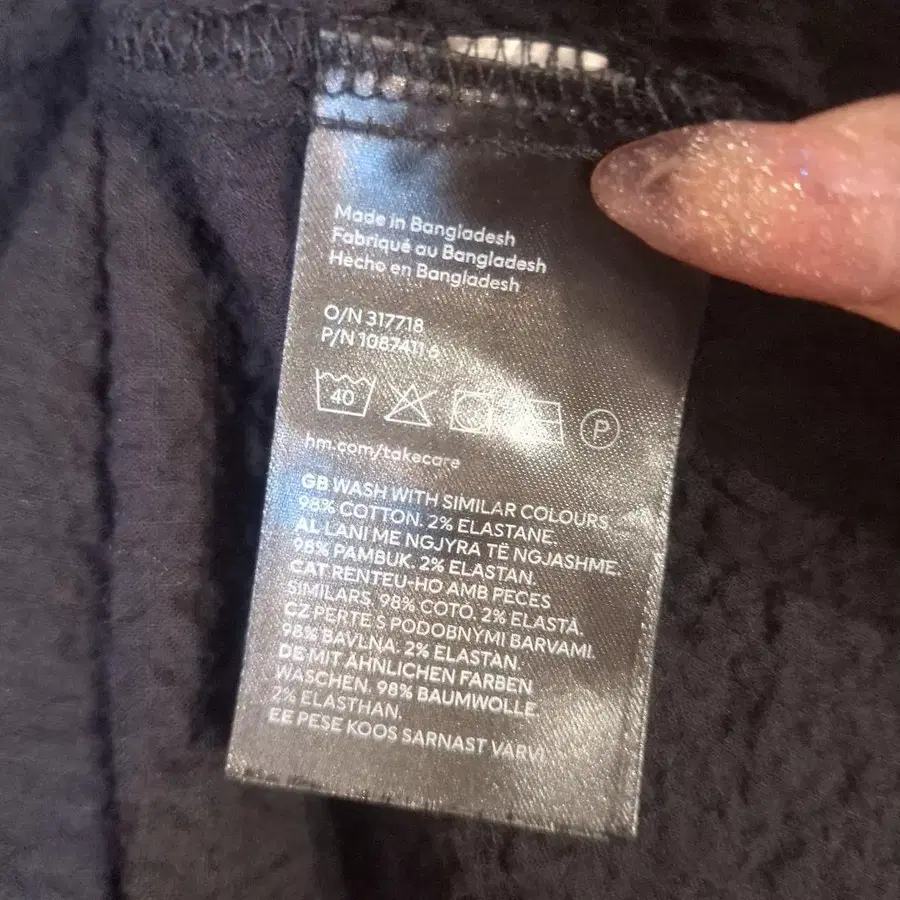 Made in Bangladesh
Fabriqué au Bangladesh
Hecho en Bangladesh
O/N 317718
P/N 1087411 6
40
P
hm.com/takecare
GB WASH WITH SIMILAR COLOURS.
98% COTTON. 2% ELASTANE.
AL LANI ME NGJYRA TË NGJASHME.
98% PAMBUK. 2% ELASTAN.
CAT RENTEU-HO AMB PECES
SIMILARS. 98% COTÓ. 2% ELASTÀ.
CZ PERTE S PODOBNÝMI BARVAMI.
98% BAVLNA. 2% ELASTAN.
DE MIT ÄHNLICHEN FARBEN
WASCHEN. 98% BAUMWOLLE.
2% ELASTHAN.
EE PESE KOOS SARNAST VÄRVI